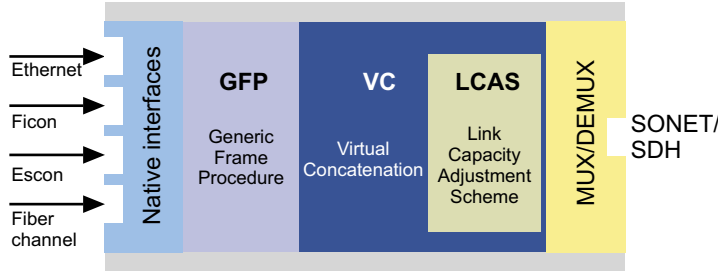 Ethernet
Ficon
Escon
Fiber
channel
Native interfaces
GFP
Generic
Frame
Procedure
VC
Virtual
Concatenation
LCAS
Link
Capacity
Adjustment
Scheme
MUX/DEMUX
SONET/
SDH